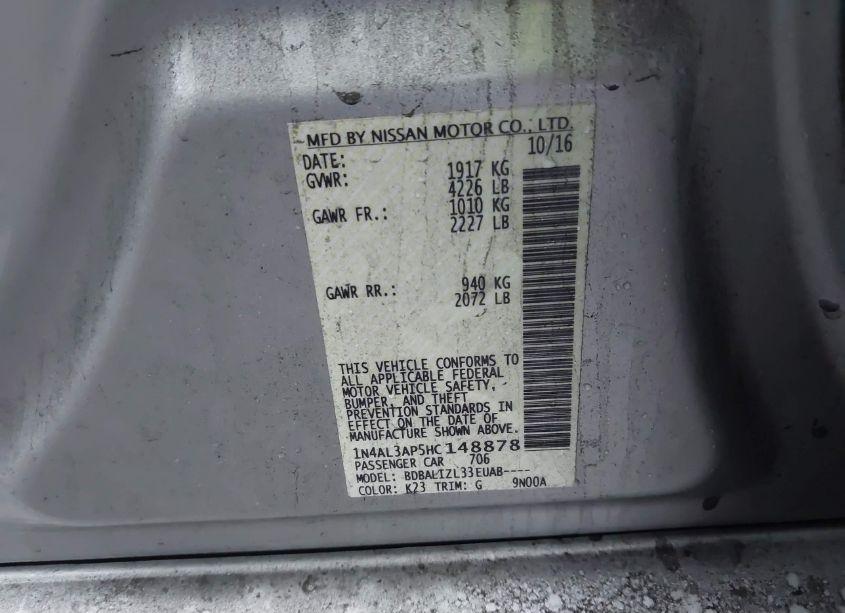 MFD BY NISSAN MOTOR CO., LTD.
DATE: 10/16
GVWR: 1917 KG
4226 LB
GAWR FR.: 1010 KG
2227 LB
GAWR RR.: 940 KG
2072 LB
THIS VEHICLE CONFORMS TO
ALL APPLICABLE FEDERAL
MOTOR VEHICLE SAFETY,
BUMPER, AND THEFT
PREVENTION STANDARDS IN
EFFECT ON THE DATE OF
MANUFACTURE SHOWN ABOVE.
1N4AL3AP5HC148878
PASSENGER CAR 706
MODEL: BDBALIZL33EUAB----
COLOR: K23 TRIM: G 9N00A